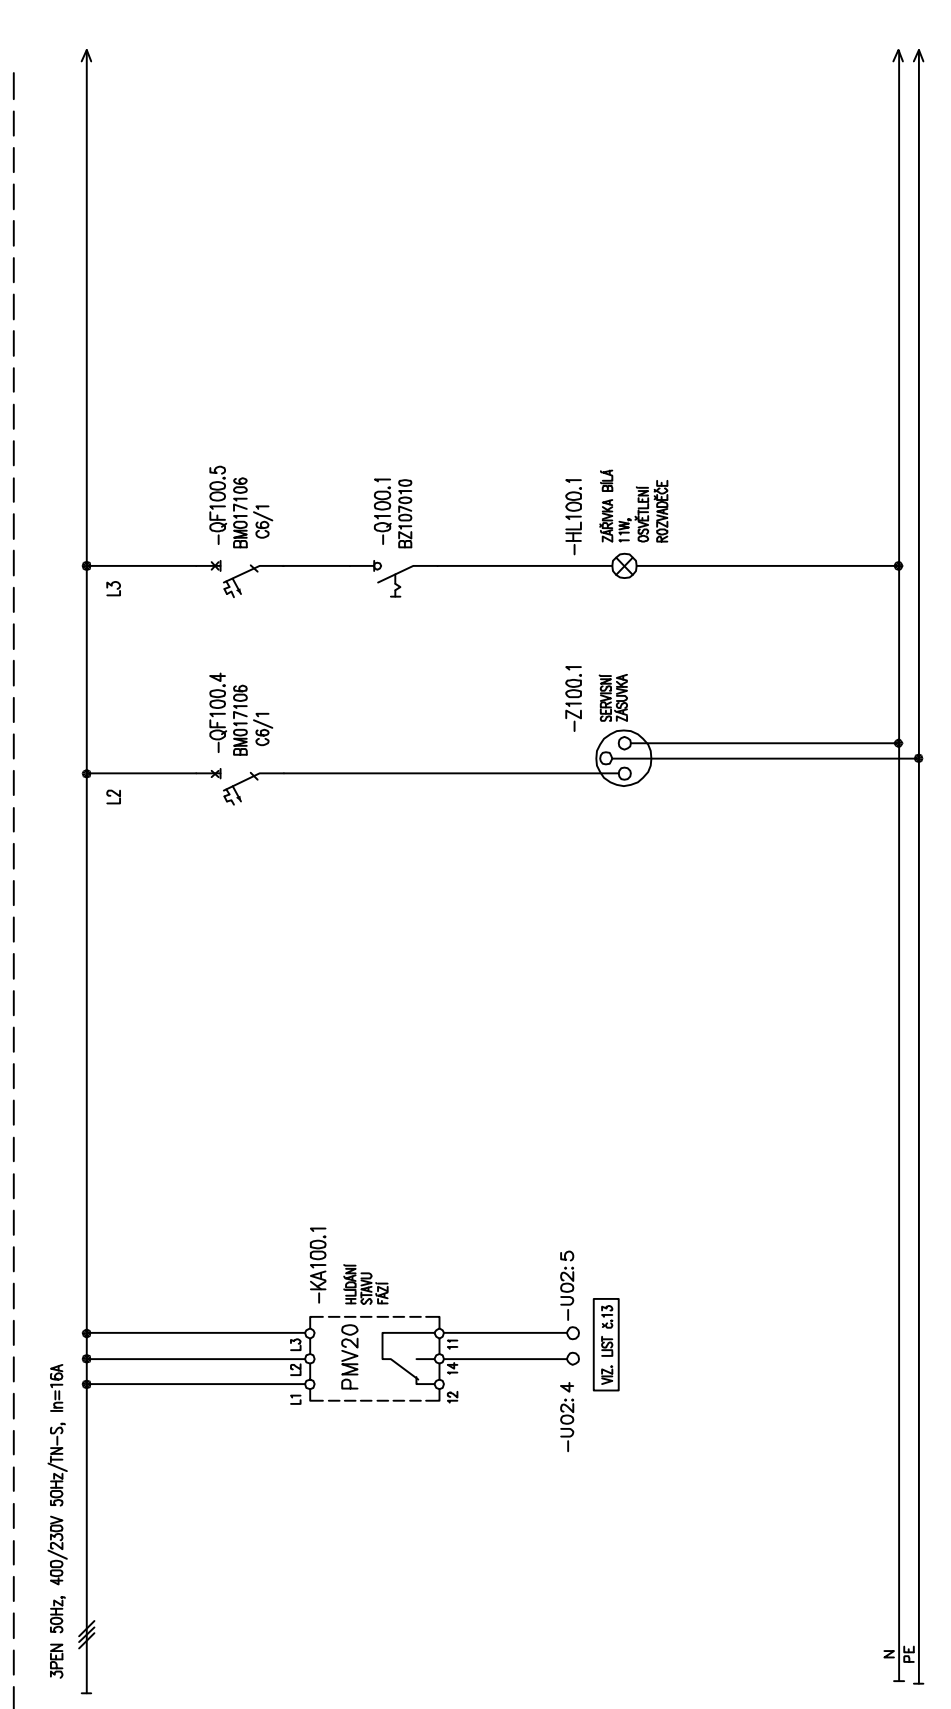 3PEN 50Hz, 400/230V 50Hz/TN-S, In=16A
L1
L2
L3
PMV20
-KA100.1
HLÍDÁNÍ
STAVU
FÁZÍ
12
14
11
-U02:4
-U02:5
VIZ. LIST č.13
L2
-QF100.4
BM017106
C6/1
-Z100.1
SERVISNÍ
ZÁSUVKA
L3
-QF100.5
BM017106
C6/1
-Q100.1
BZ107010
-HL100.1
ZÁŘIVKA BÍLÁ
11W,
OSVĚTLENÍ
ROZVADĚČE
N
PE